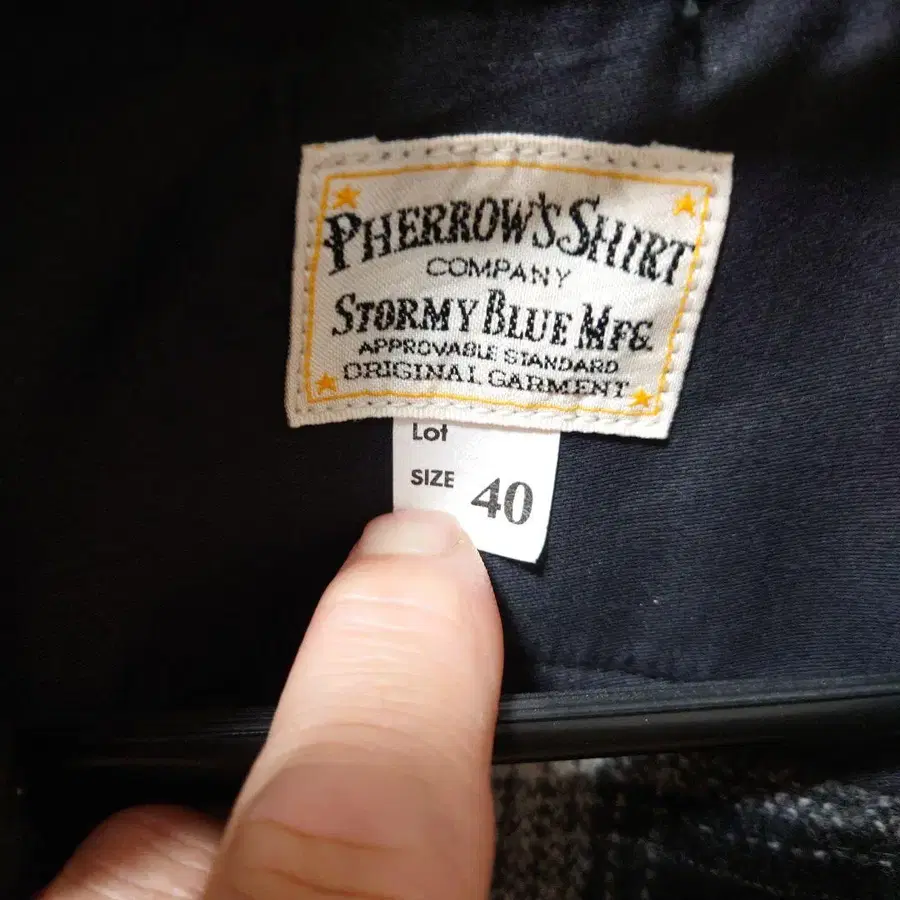 PHERROW'S SHIRT
COMPANY
STORMY BLUE MFG.
APPROVABLE STANDARD
ORIGINAL GARMENT
Lot
SIZE 40